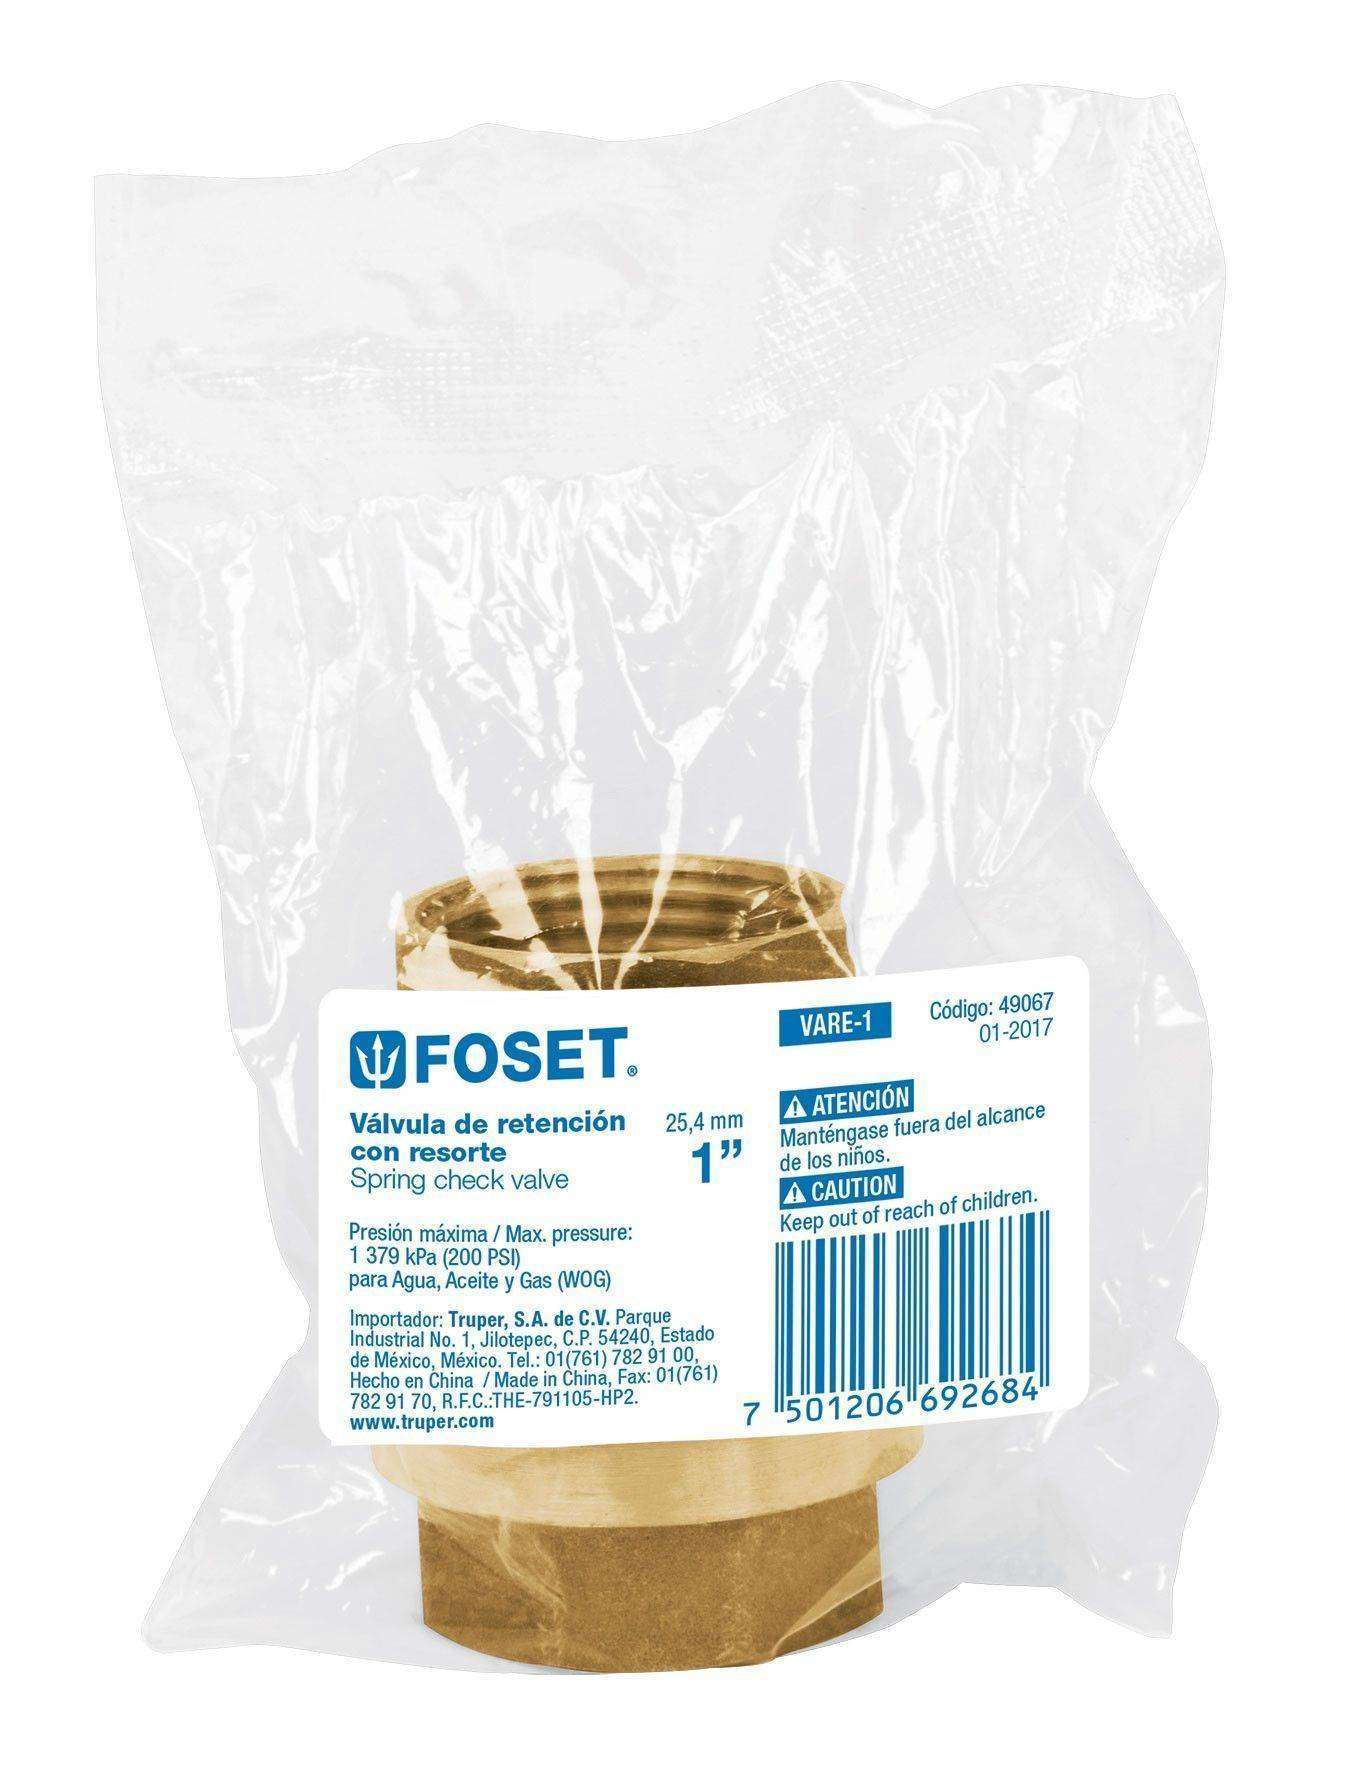 FOSET®
Válvula de retención
con resorte
Spring check valve
25,4 mm
1”
Presión máxima / Max. pressure:
1 379 kPa (200 PSI)
para Agua, Aceite y Gas (WOG)
Importador: Truper, S.A. de C.V. Parque
Industrial No. 1, Jilotepec, C.P. 54240, Estado
de México, México. Tel.: 01(761) 782 91 00,
Hecho en China / Made in China, Fax: 01(761)
782 91 70, R.F.C.:THE-791105-HP2.
www.truper.com
VARE-1
Código: 49067
01-2017
ATENCIÓN
Manténgase fuera del alcance
de los niños.
CAUTION
Keep out of reach of children.
7 501206 692684